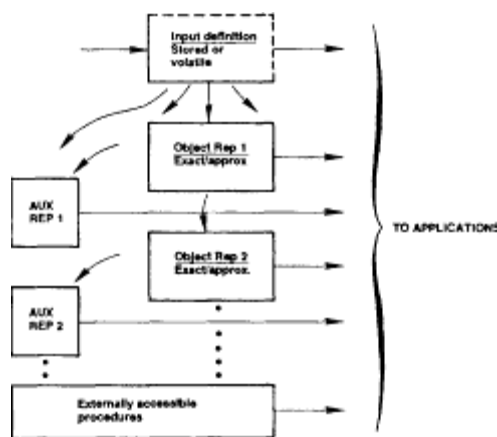 Input definition
Stored or
volatile
Object Rep 1
Exact/approx
AUX
REP 1
TO APPLICATIONS
Object Rep 2
Exact/approx.
AUX
REP 2
Externally accessible
procedures